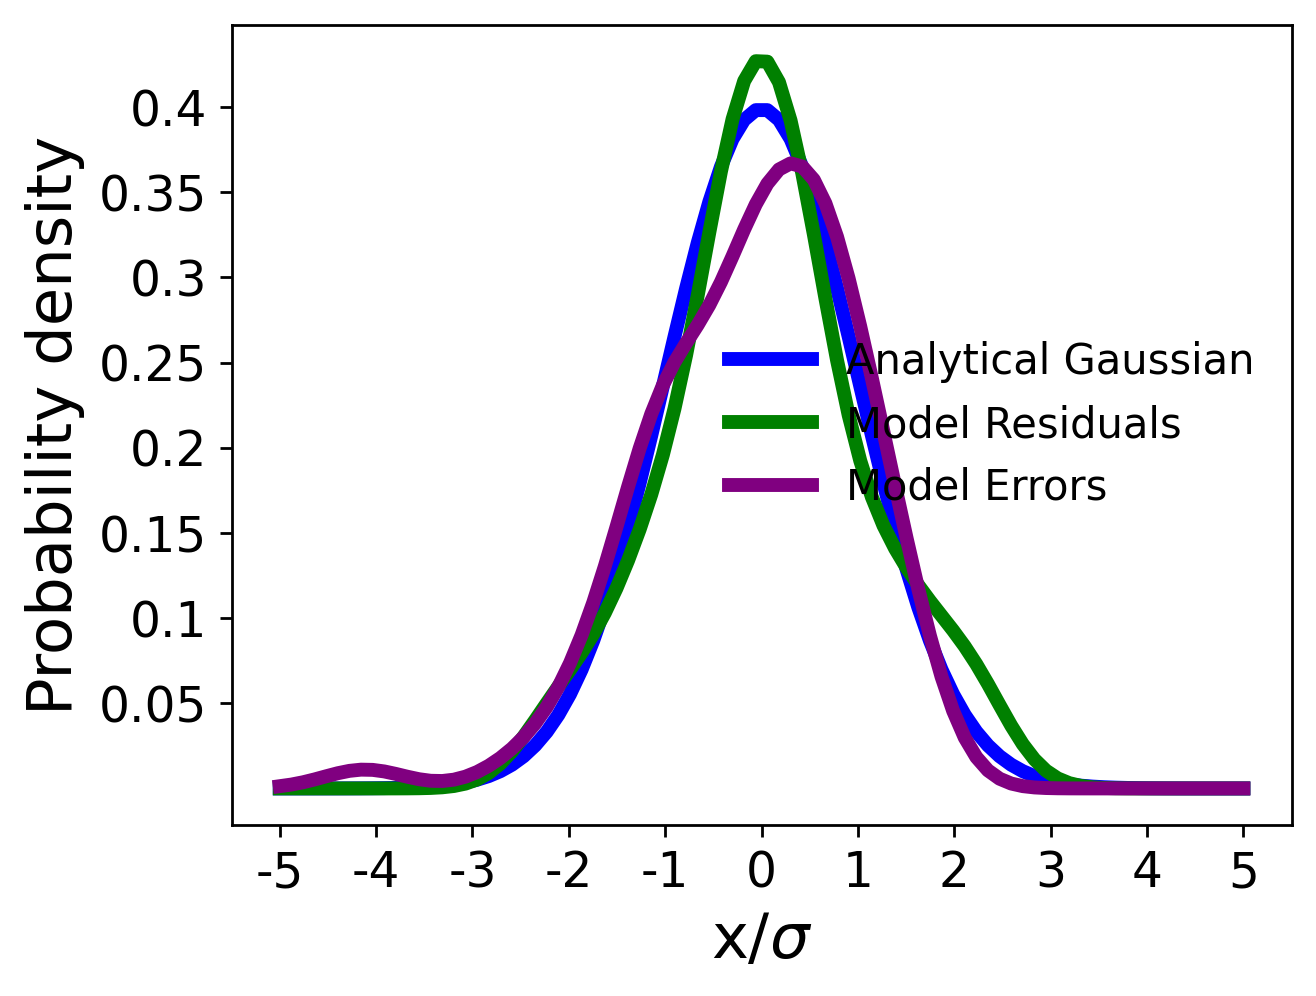 Probability density
0.4
0.35
0.3
0.25
0.2
0.15
0.1
0.05
Analytical Gaussian
Model Residuals
Model Errors
-5 -4 -3 -2 -1 0 1 2 3 4 5
x/σ